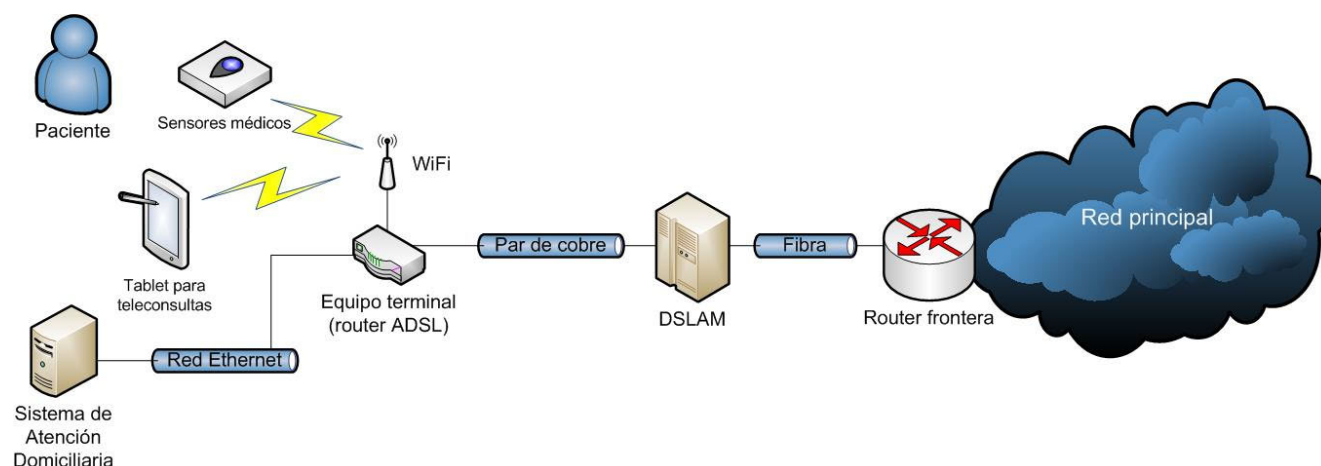 Paciente
Sensores médicos
WiFi
Tablet para
teleconsultas
Equipo terminal
(router ADSL)
Par de cobre
DSLAM
Fibra
Router frontera
Red principal
Red Ethernet
Sistema de
Atención
Domiciliaria